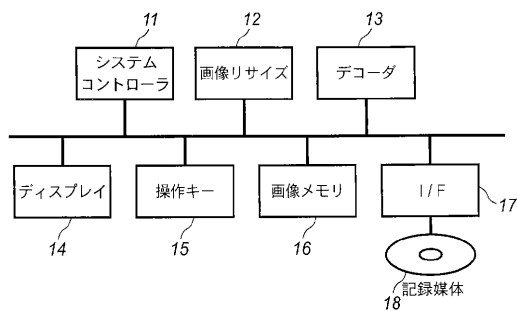 11
12
13
システム
コントローラ
画像リサイズ
デコーダ
ディスプレイ
操作キー
画像メモリ
I/F
14
15
16
17
18
記録媒体